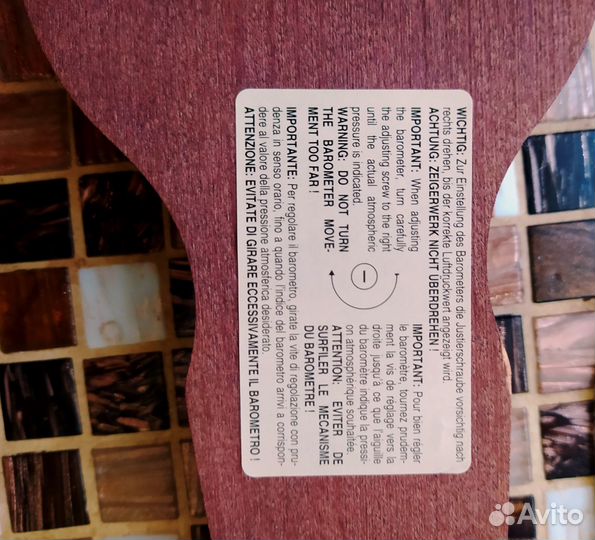 WICHTIG: Zur Einstellung des Barometers die Justierschraube vorsichtig nach
rechts drehen, bis der korrekte Luftdruckwert angezeigt wird.
ACHTUNG: ZEIGERWERK NICHT ÜBERDREHEN !
IMPORTANT: When adjusting
the barometer, turn carefully
the adjusting screw to the right
until the actual atmospheric
pressure is indicated.
WARNING: DO NOT TURN
THE BAROMETER MOVE-
MENT TOO FAR !
IMPORTANT: Pour bien régler
le baromètre, tournez prudem-
ment la vis de réglage vers la
droite jusqu'à ce que l'aiguille
du baromètre indique la pressi-
on atmosphérique souhaitée.
ATTENTION: EVITER DE
SURFILER LE MECANISME
DU BAROMETRE !
IMPORTANTE: Per regolare il barometro, girate la vite di regolazione con pru-
denza in senso orario, fino a quando l'indice del barometro arrivi a corrispon-
dere al valore della pressione atmosferica desiderato.
ATTENZIONE: EVITATE DI GIRARE ECCESSIVAMENTE IL BAROMETRO !
Avito